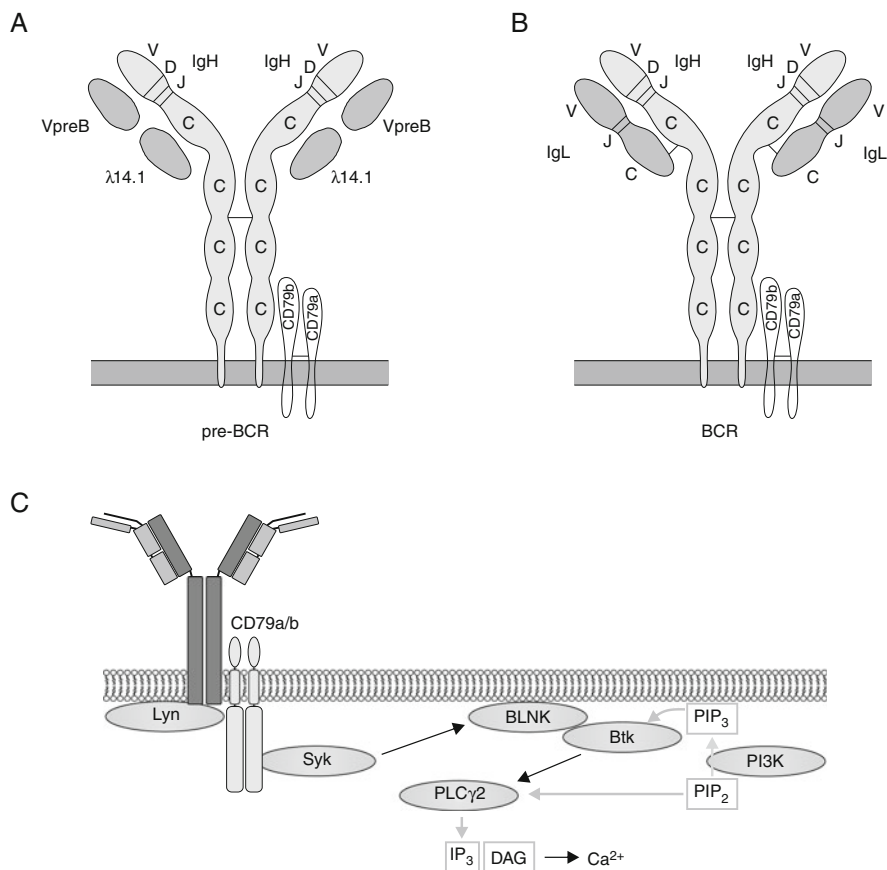 A
V
D
J
IgH
C
C
C
C
VpreB
λ14.1
IgH
V
D
J
C
C
C
C
VpreB
λ14.1
CD79b
CD79a
pre-BCR
B
V
D
J
IgH
C
C
C
C
V
J
C
IgL
IgH
V
D
J
C
C
C
C
V
J
C
IgL
CD79b
CD79a
BCR
C
CD79a/b
Lyn
Syk
BLNK
Btk
PIP3
PI3K
PIP2
PLCγ2
IP3
DAG
Ca2+